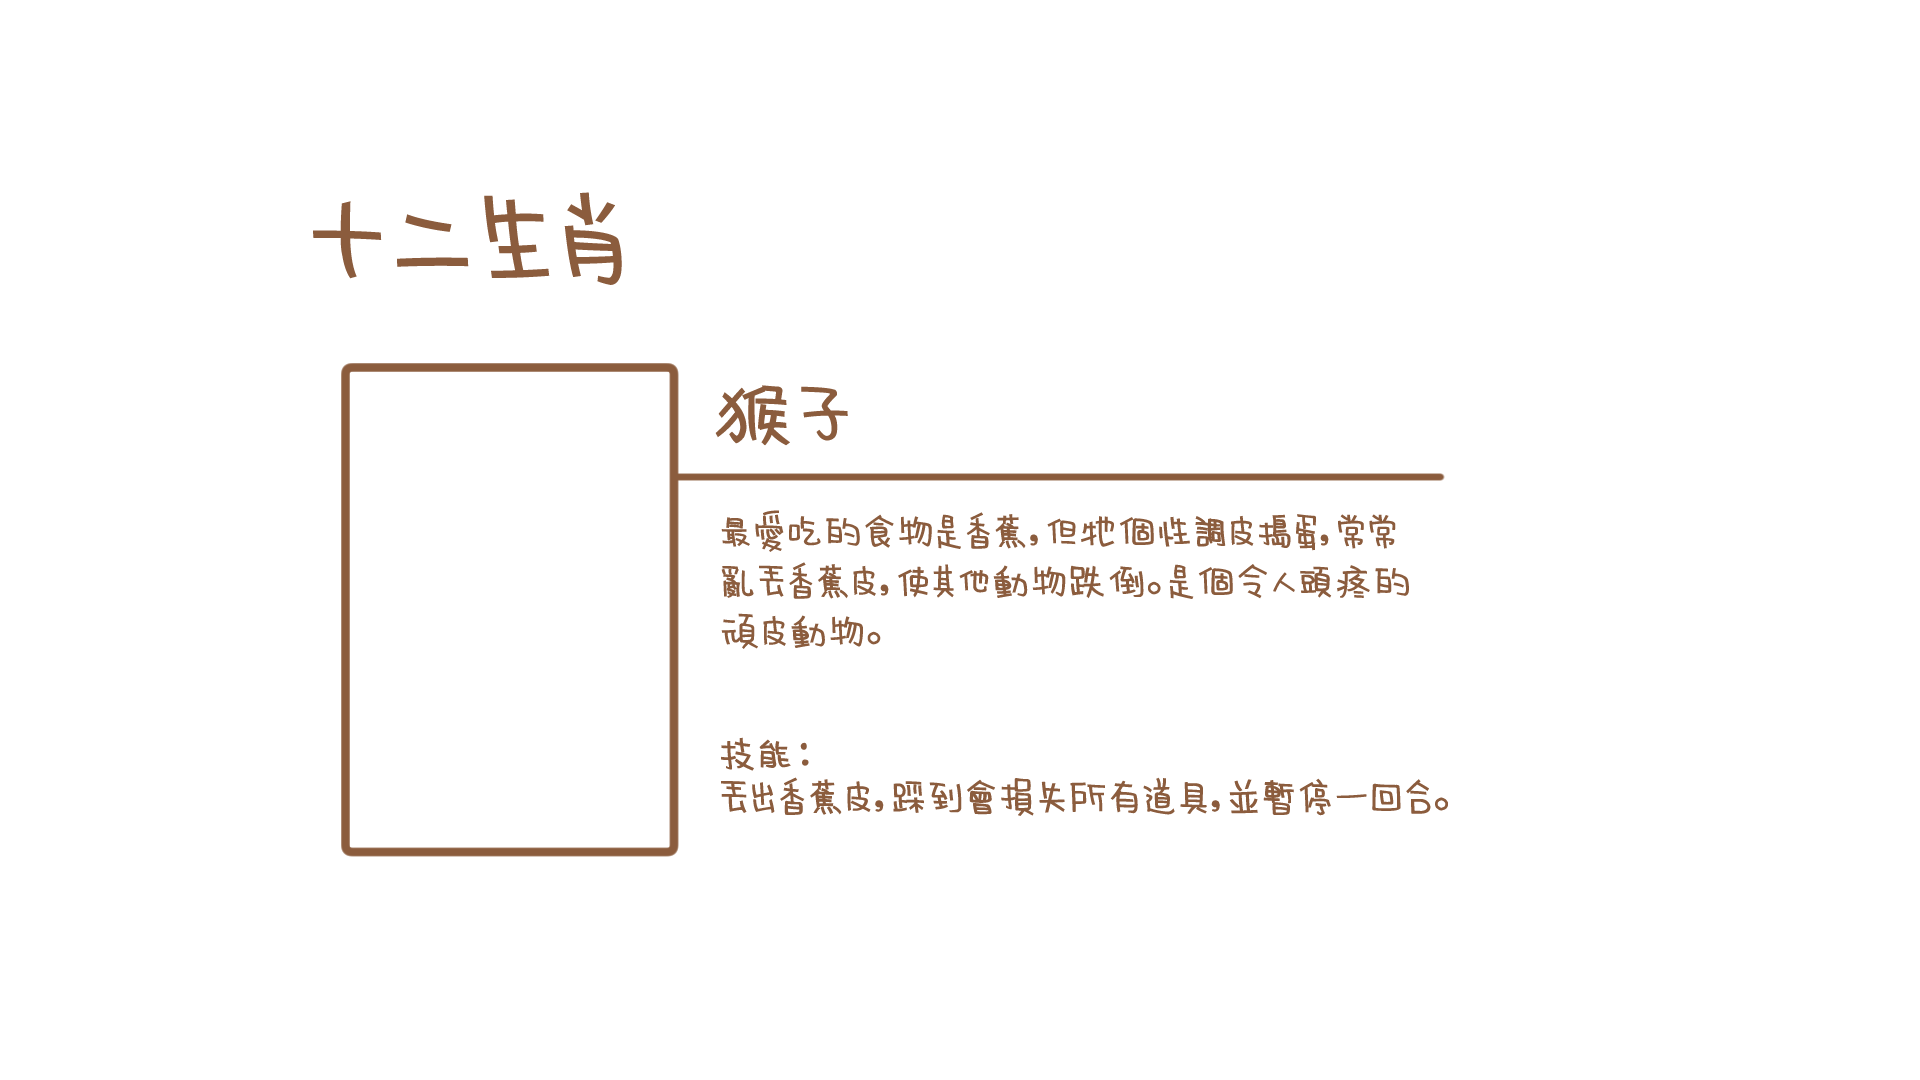 十二生肖
猴子
最愛吃的食物是香蕉,但牠個性調皮搗蛋,常常
亂丟香蕉皮,使其他動物跌倒。是個令人頭疼的
頑皮動物。
技能:
丟出香蕉皮,踩到會損失所有道具,並暫停一回合。